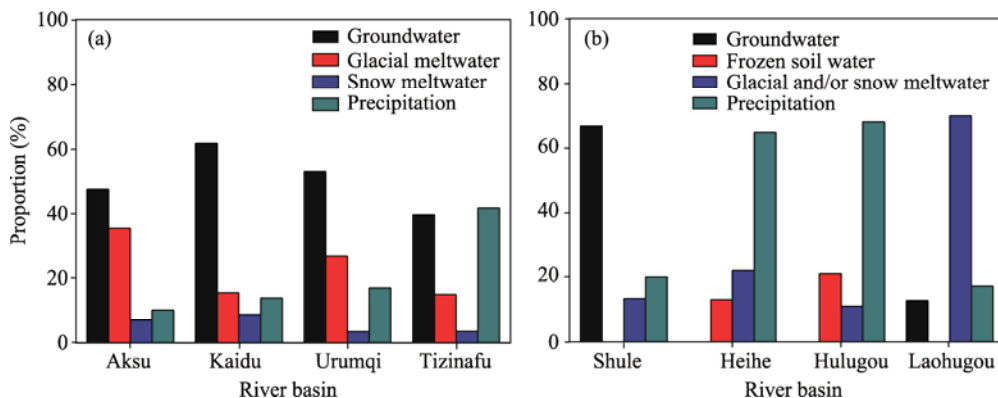 (a)
Groundwater
Glacial meltwater
Snow meltwater
Precipitation
Proportion (%)
100
80
60
40
20
0
Aksu Kaidu Urumqi Tizinafu
River basin
(b)
Groundwater
Frozen soil water
Glacial and/or snow meltwater
Precipitation
100
80
60
40
20
0
Shule Heihe Hulugou Laohugou
River basin